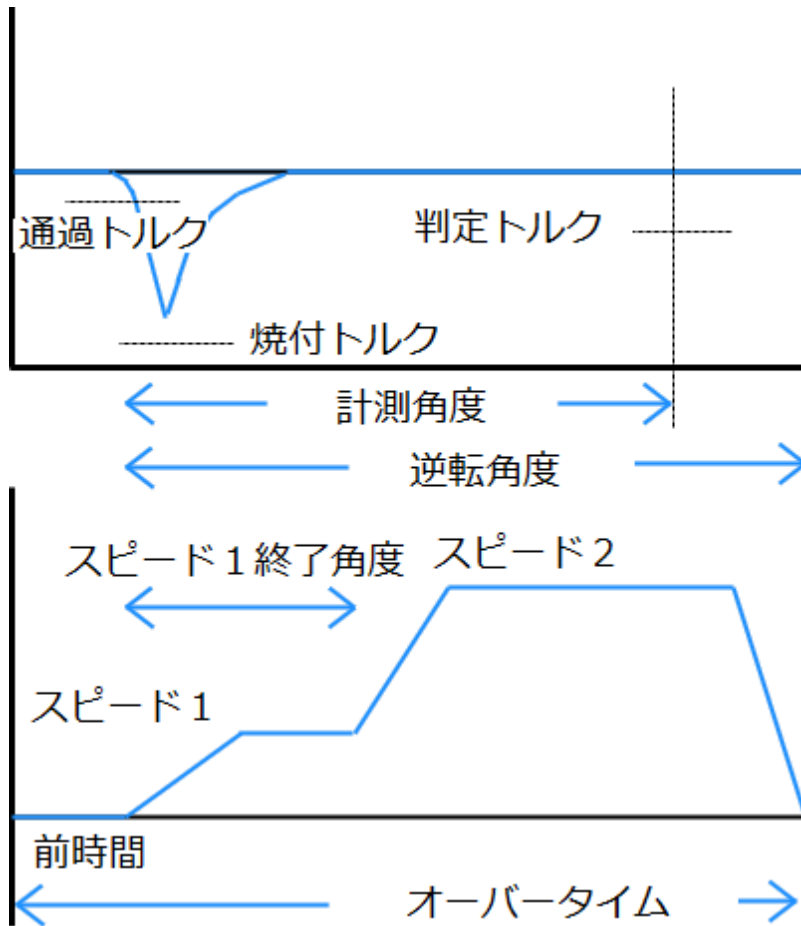 通過トルク
判定トルク
焼付トルク
計測角度
逆転角度
スピード１終了角度
スピード２
スピード１
前時間
オーバータイム